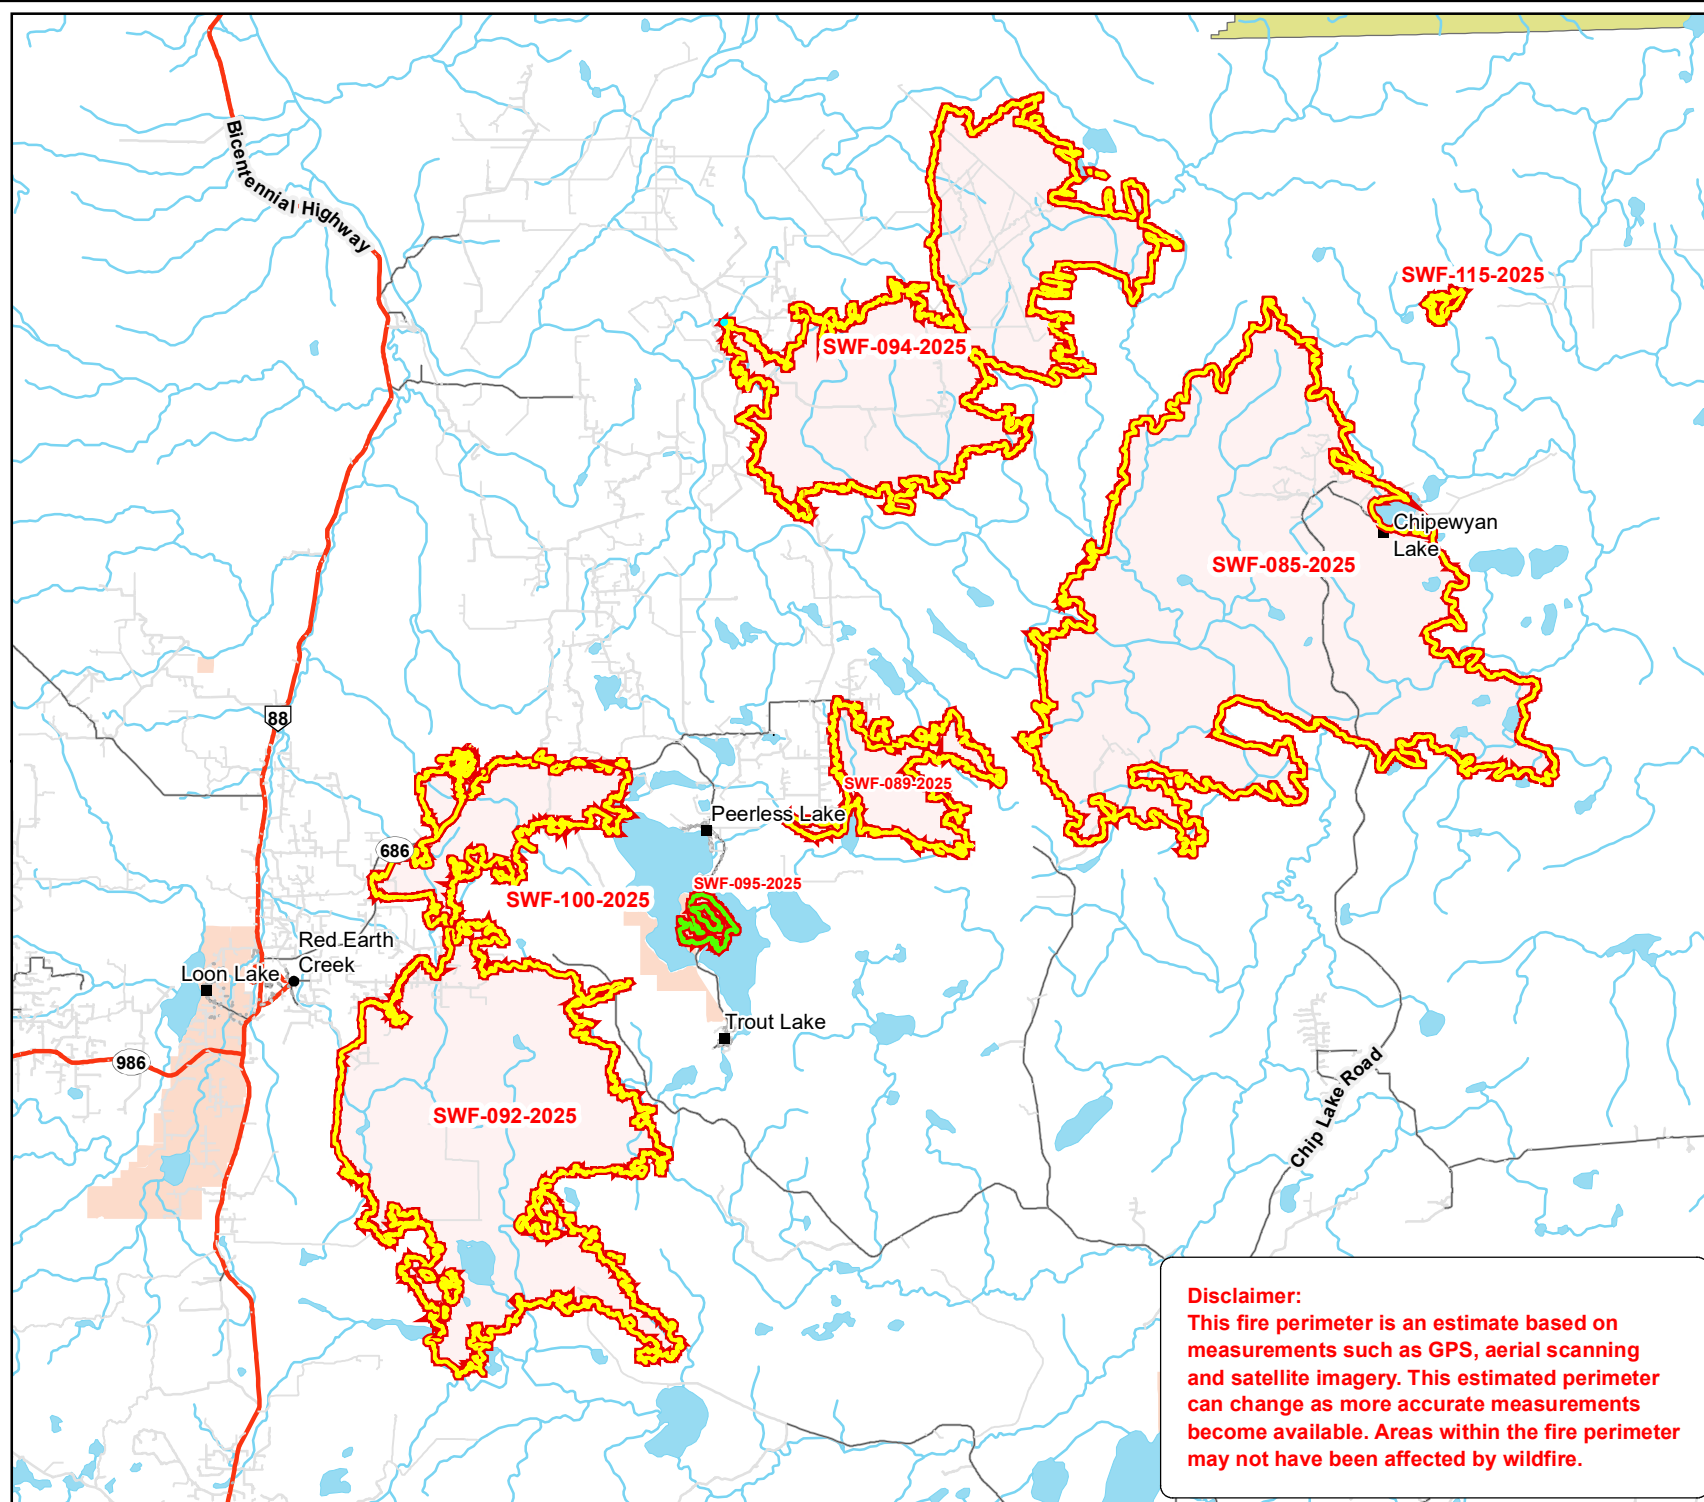 Bicentennial Highway
SWF-115-2025
SWF-094-2025
Chipewyan
Lake
SWF-085-2025
88
SWF-089-2025
Peerless Lake
686
SWF-095-2025
SWF-100-2025
Red Earth
Creek
Loon Lake
Trout Lake
986
SWF-092-2025
Chip Lake Road
Disclaimer:
This fire perimeter is an estimate based on
measurements such as GPS, aerial scanning
and satellite imagery. This estimated perimeter
can change as more accurate measurements
become available. Areas within the fire perimeter
may not have been affected by wildfire.